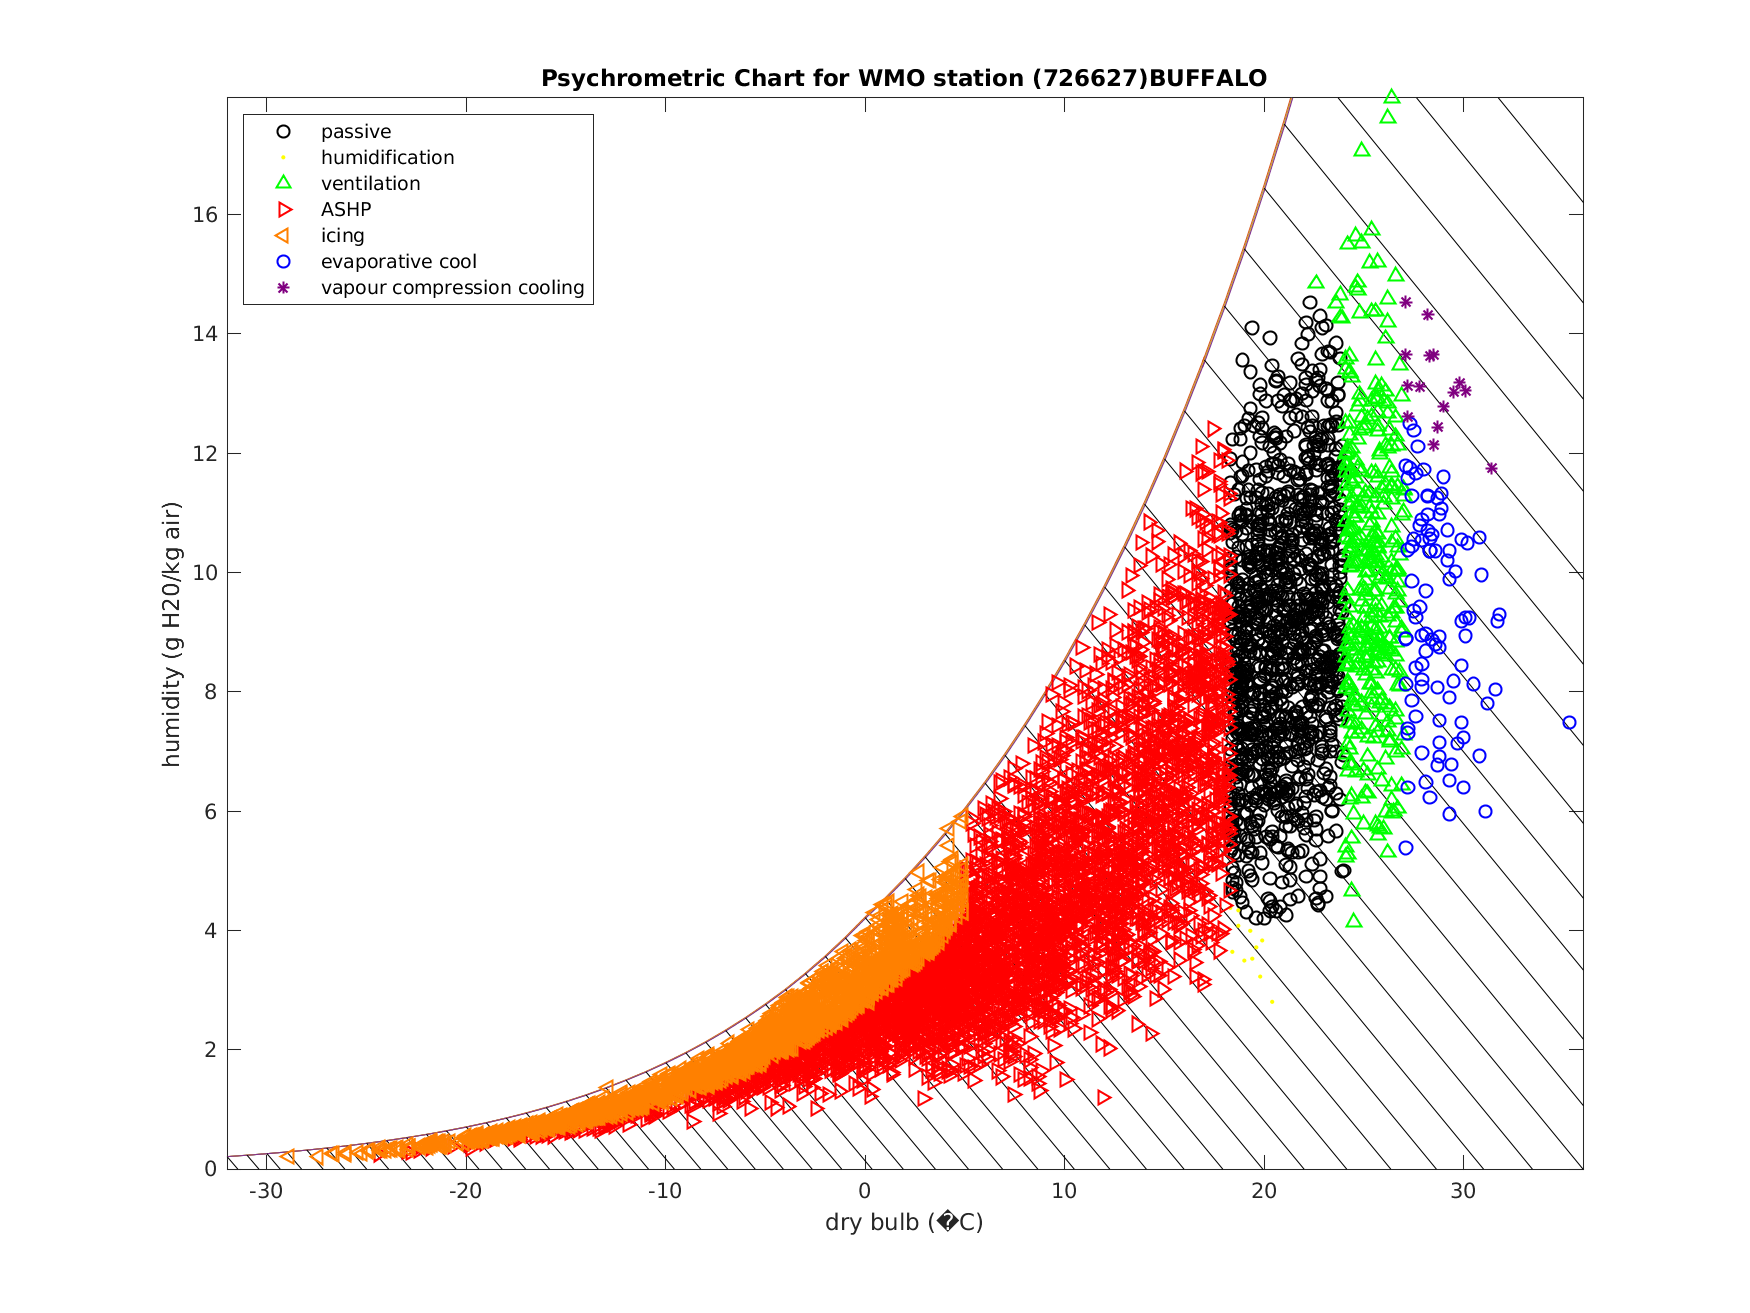 Psychrometric Chart for WMO station (726627)BUFFALO
passive
humidification
ventilation
ASHP
icing
evaporative cool
vapour compression cooling
humidity (g H20/kg air)
16
14
12
10
8
6
4
2
0
-30 -20 -10 0 10 20 30
dry bulb (�C)